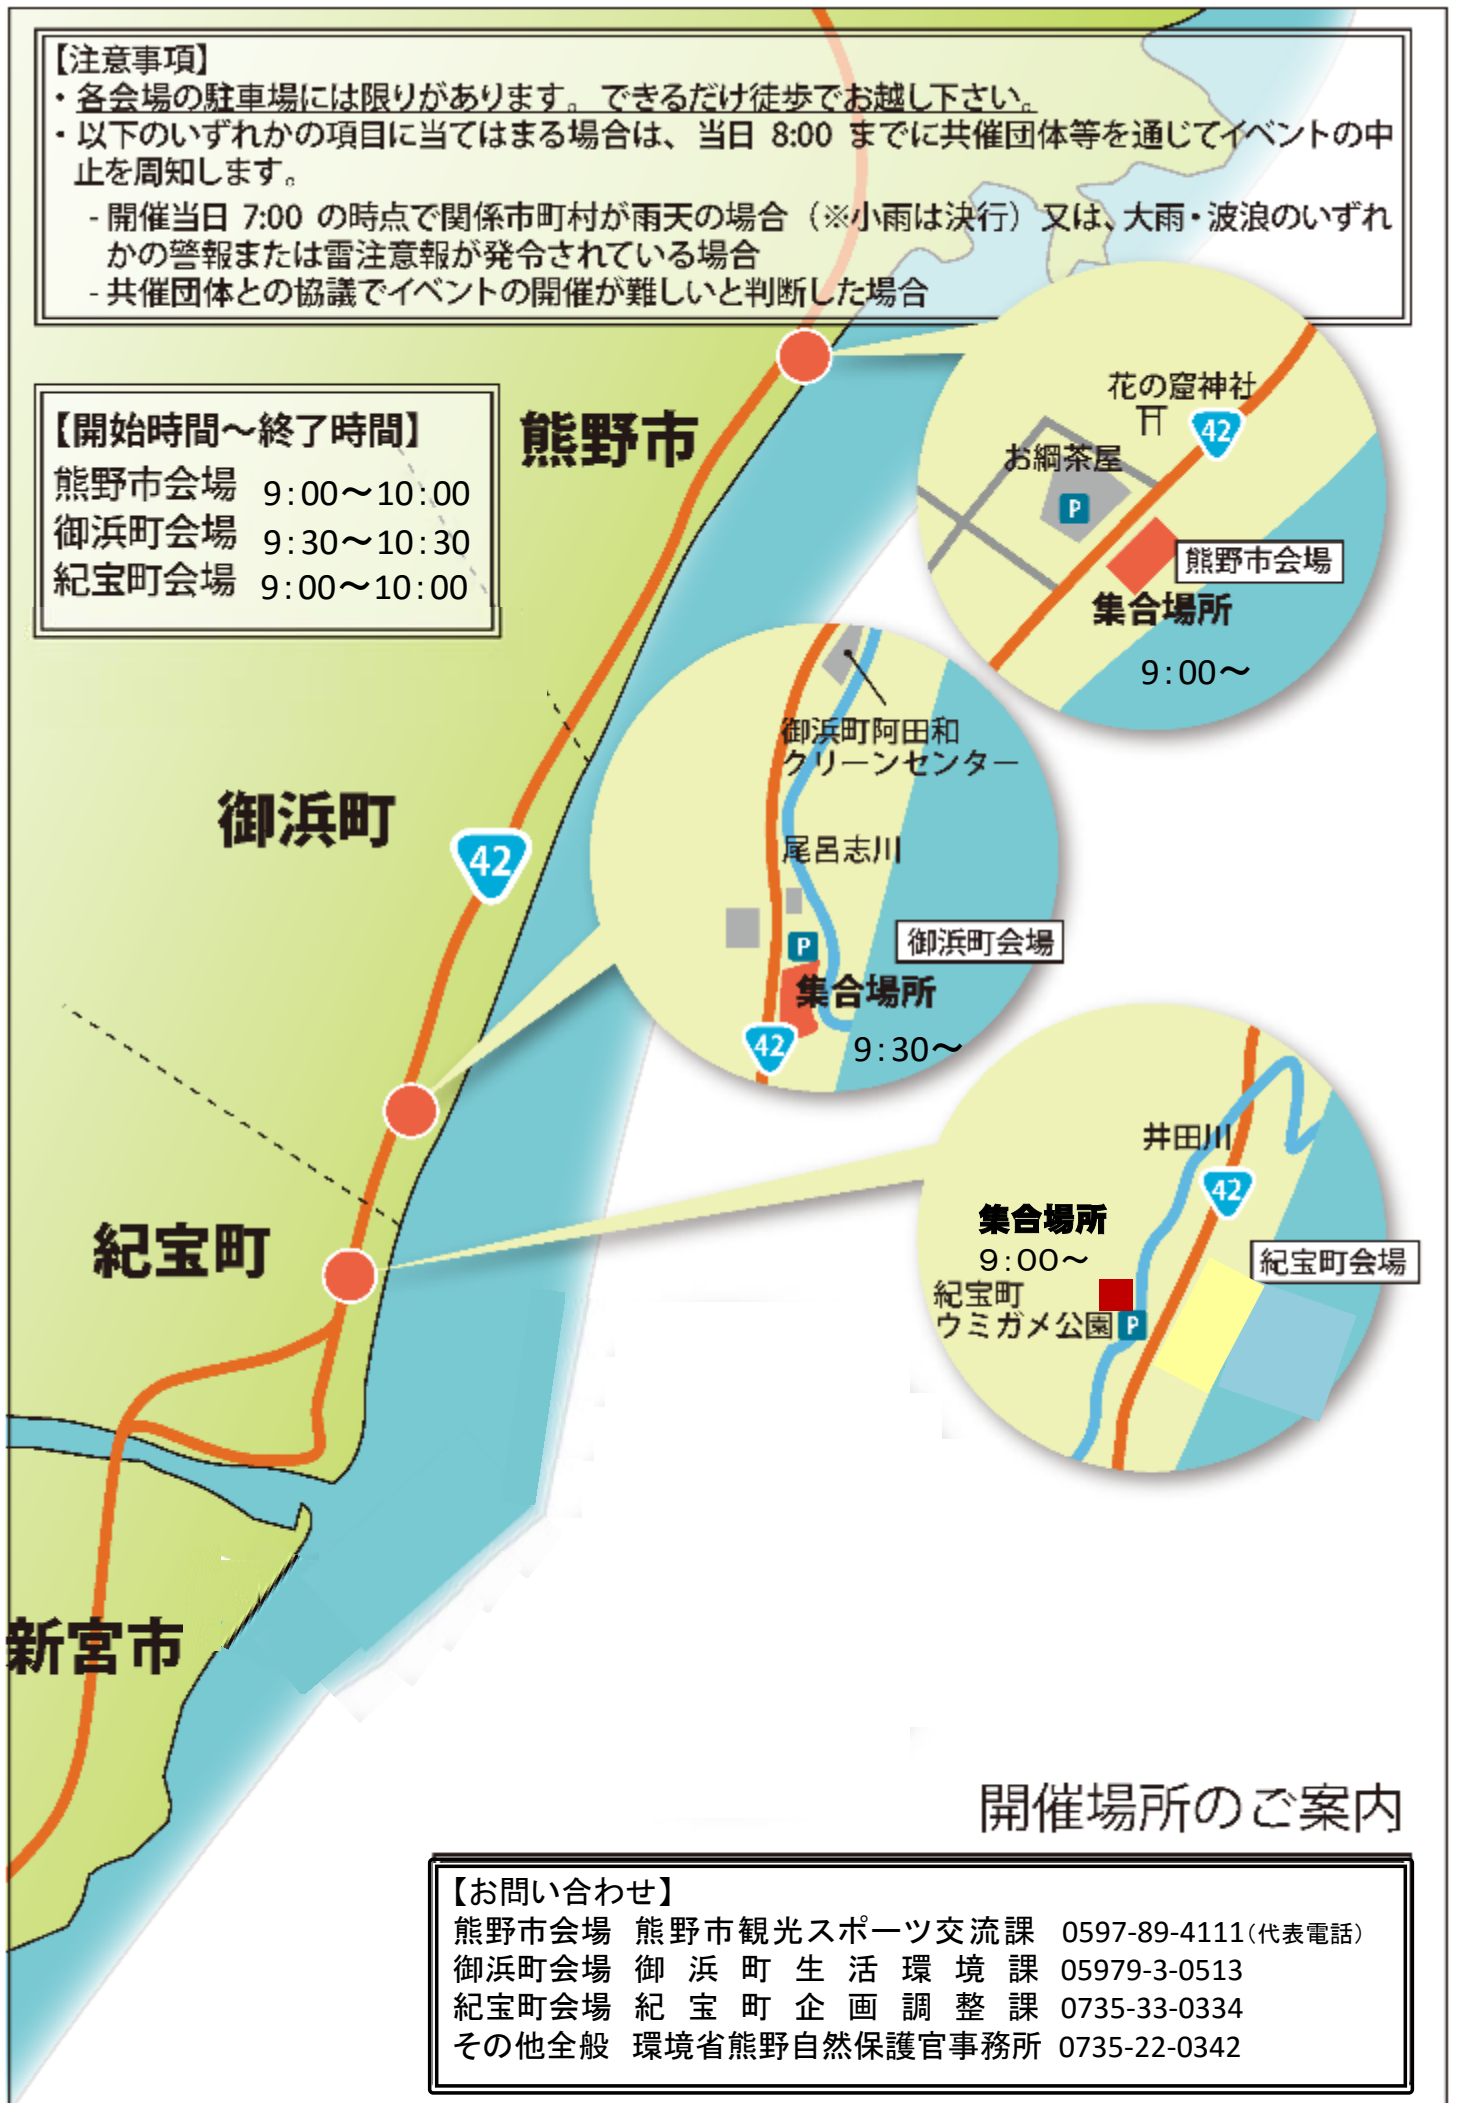 【注意事項】
・各会場の駐車場には限りがあります。できるだけ徒歩でお越し下さい。
・以下のいずれかの項目に当てはまる場合は、当日 8:00 までに共催団体等を通じてイベントの中
止を周知します。
- 開催当日 7:00 の時点で関係市町村が雨天の場合（※小雨は決行）又は、大雨・波浪のいずれ
かの警報または雷注意報が発令されている場合
- 共催団体との協議でイベントの開催が難しいと判断した場合
【開始時間～終了時間】
熊野市会場 9:00～10:00
御浜町会場 9:30～10:30
紀宝町会場 9:00～10:00
熊野市
花の窟神社
42
お綱茶屋
P
熊野市会場
集合場所
9:00～
御浜町阿田和
クリーンセンター
尾呂志川
P
御浜町会場
集合場所
42
9:30～
御浜町
42
井田川
42
集合場所
9:00～
紀宝町会場
紀宝町
ウミガメ公園 P
紀宝町
新宮市
開催場所のご案内
【お問い合わせ】
熊野市会場 熊野市観光スポーツ交流課 0597-89-4111（代表電話）
御浜町会場 御浜町生活環境課 05979-3-0513
紀宝町会場 紀宝町企画調整課 0735-33-0334
その他全般 環境省熊野自然保護官事務所 0735-22-0342